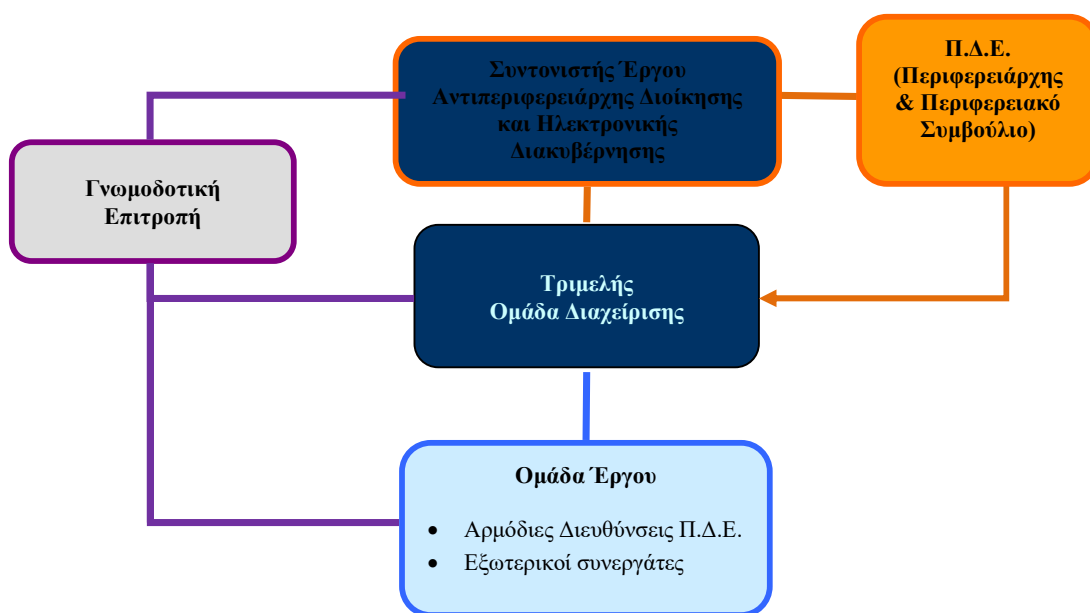 Συντονιστής Έργου
Αντιπεριφερειάρχης Διοίκησης
και Ηλεκτρονικής
Διακυβέρνησης
Π.Δ.Ε.
(Περιφερειάρχης
& Περιφερειακό
Συμβούλιο)
Γνωμοδοτική
Επιτροπή
Τριμελής
Ομάδα Διαχείρισης
Ομάδα Έργου
• Αρμόδιες Διευθύνσεις Π.Δ.Ε.
• Εξωτερικοί συνεργάτες